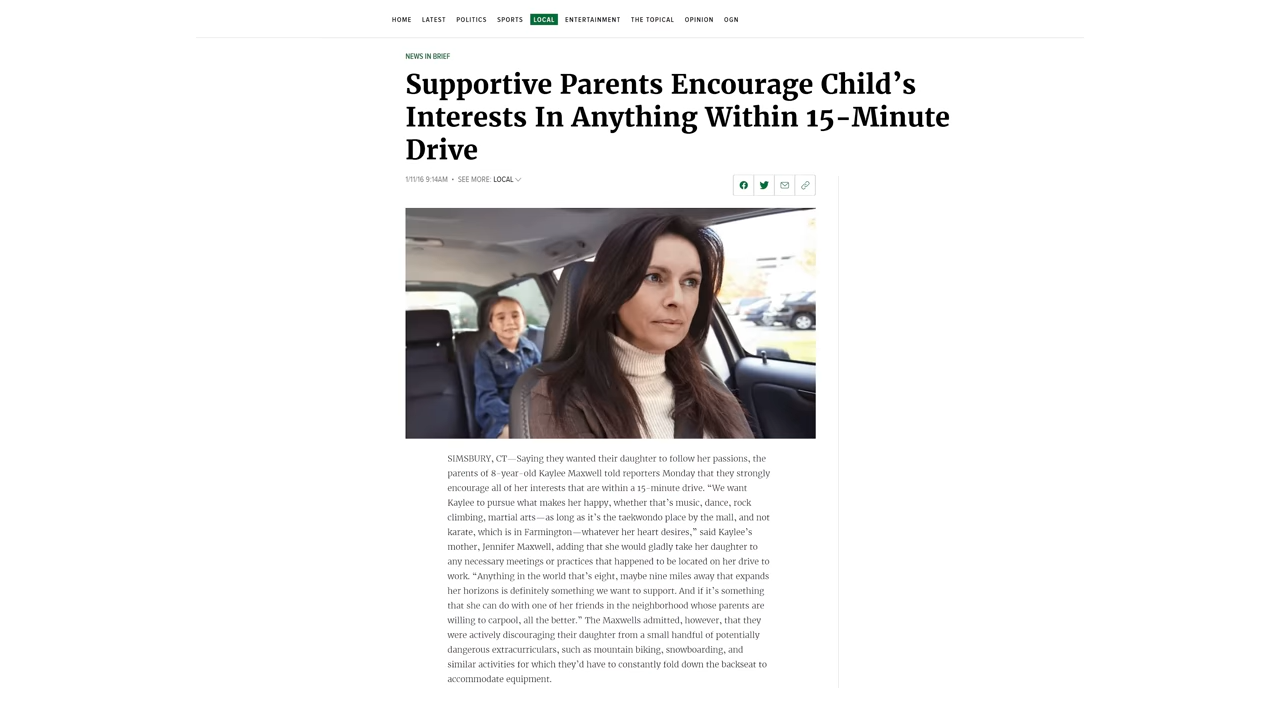 HOME LATEST POLITICS SPORTS LOCAL ENTERTAINMENT THE TOPICAL OPINION OGN
NEWS IN BRIEF
Supportive Parents Encourage Child’s
Interests In Anything Within 15-Minute
Drive
1/11/16 9:14AM • SEE MORE: LOCAL
SIMSBURY, CT—Saying they wanted their daughter to follow her passions, the
parents of 8-year-old Kaylee Maxwell told reporters Monday that they strongly
encourage all of her interests that are within a 15-minute drive. “We want
Kaylee to pursue what makes her happy, whether that’s music, dance, rock
climbing, martial arts—as long as it’s the taekwondo place by the mall, and not
karate, which is in Farmington—whatever her heart desires,” said Kaylee’s
mother, Jennifer Maxwell, adding that she would gladly take her daughter to
any necessary meetings or practices that happened to be located on her drive to
work. “Anything in the world that’s eight, maybe nine miles away that expands
her horizons is definitely something we want to support. And if it’s something
that she can do with one of her friends in the neighborhood whose parents are
willing to carpool, all the better.” The Maxwells admitted, however, that they
were actively discouraging their daughter from a small handful of potentially
dangerous extracurriculars, such as mountain biking, snowboarding, and
similar activities for which they’d have to constantly fold down the backseat to
accommodate equipment.